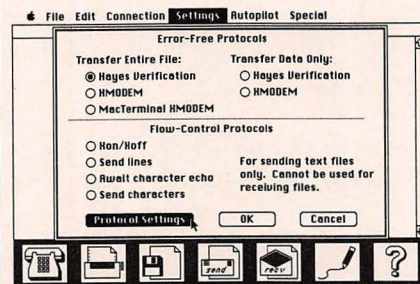 File Edit Connection Settings Autopilot Special
Error-Free Protocols
Transfer Entire File:
Hayes Verification
XMODEM
MacTerminal XMODEM
Transfer Data Only:
Hayes Verification
XMODEM
Flow-Control Protocols
Xon/Xoff
Send lines
Await character echo
Send characters
For sending text files
only. Cannot be used for
receiving files.
Protocol Settings
OK
Cancel
send
recv
?